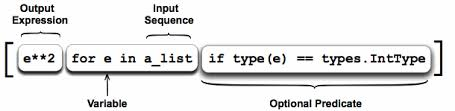 Output Expression
Input Sequence
[ e**2 for e in a_list if type(e) == types.IntType ]
Variable
Optional Predicate